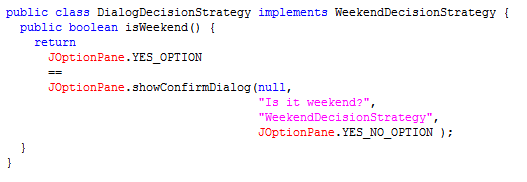 public class DialogDecisionStrategy implements WeekendDecisionStrategy {
  public boolean isWeekend() {
    return
      JOptionPane.YES_OPTION
      ==
      JOptionPane.showConfirmDialog(null,
                                    "Is it weekend?",
                                    "WeekendDecisionStrategy",
                                    JOptionPane.YES_NO_OPTION );
  }
}